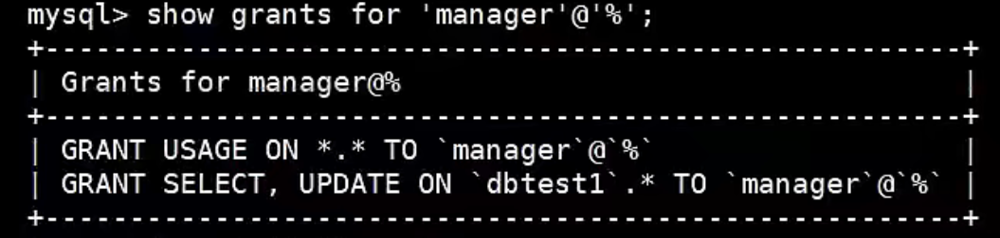 mysql> show grants for 'manager'@'%';
+------------------------------------------------------+
| Grants for manager@%                                 |
+------------------------------------------------------+
| GRANT USAGE ON *.* TO `manager`@`%`                  |
| GRANT SELECT, UPDATE ON `dbtest1`.* TO `manager`@`%` |
+------------------------------------------------------+